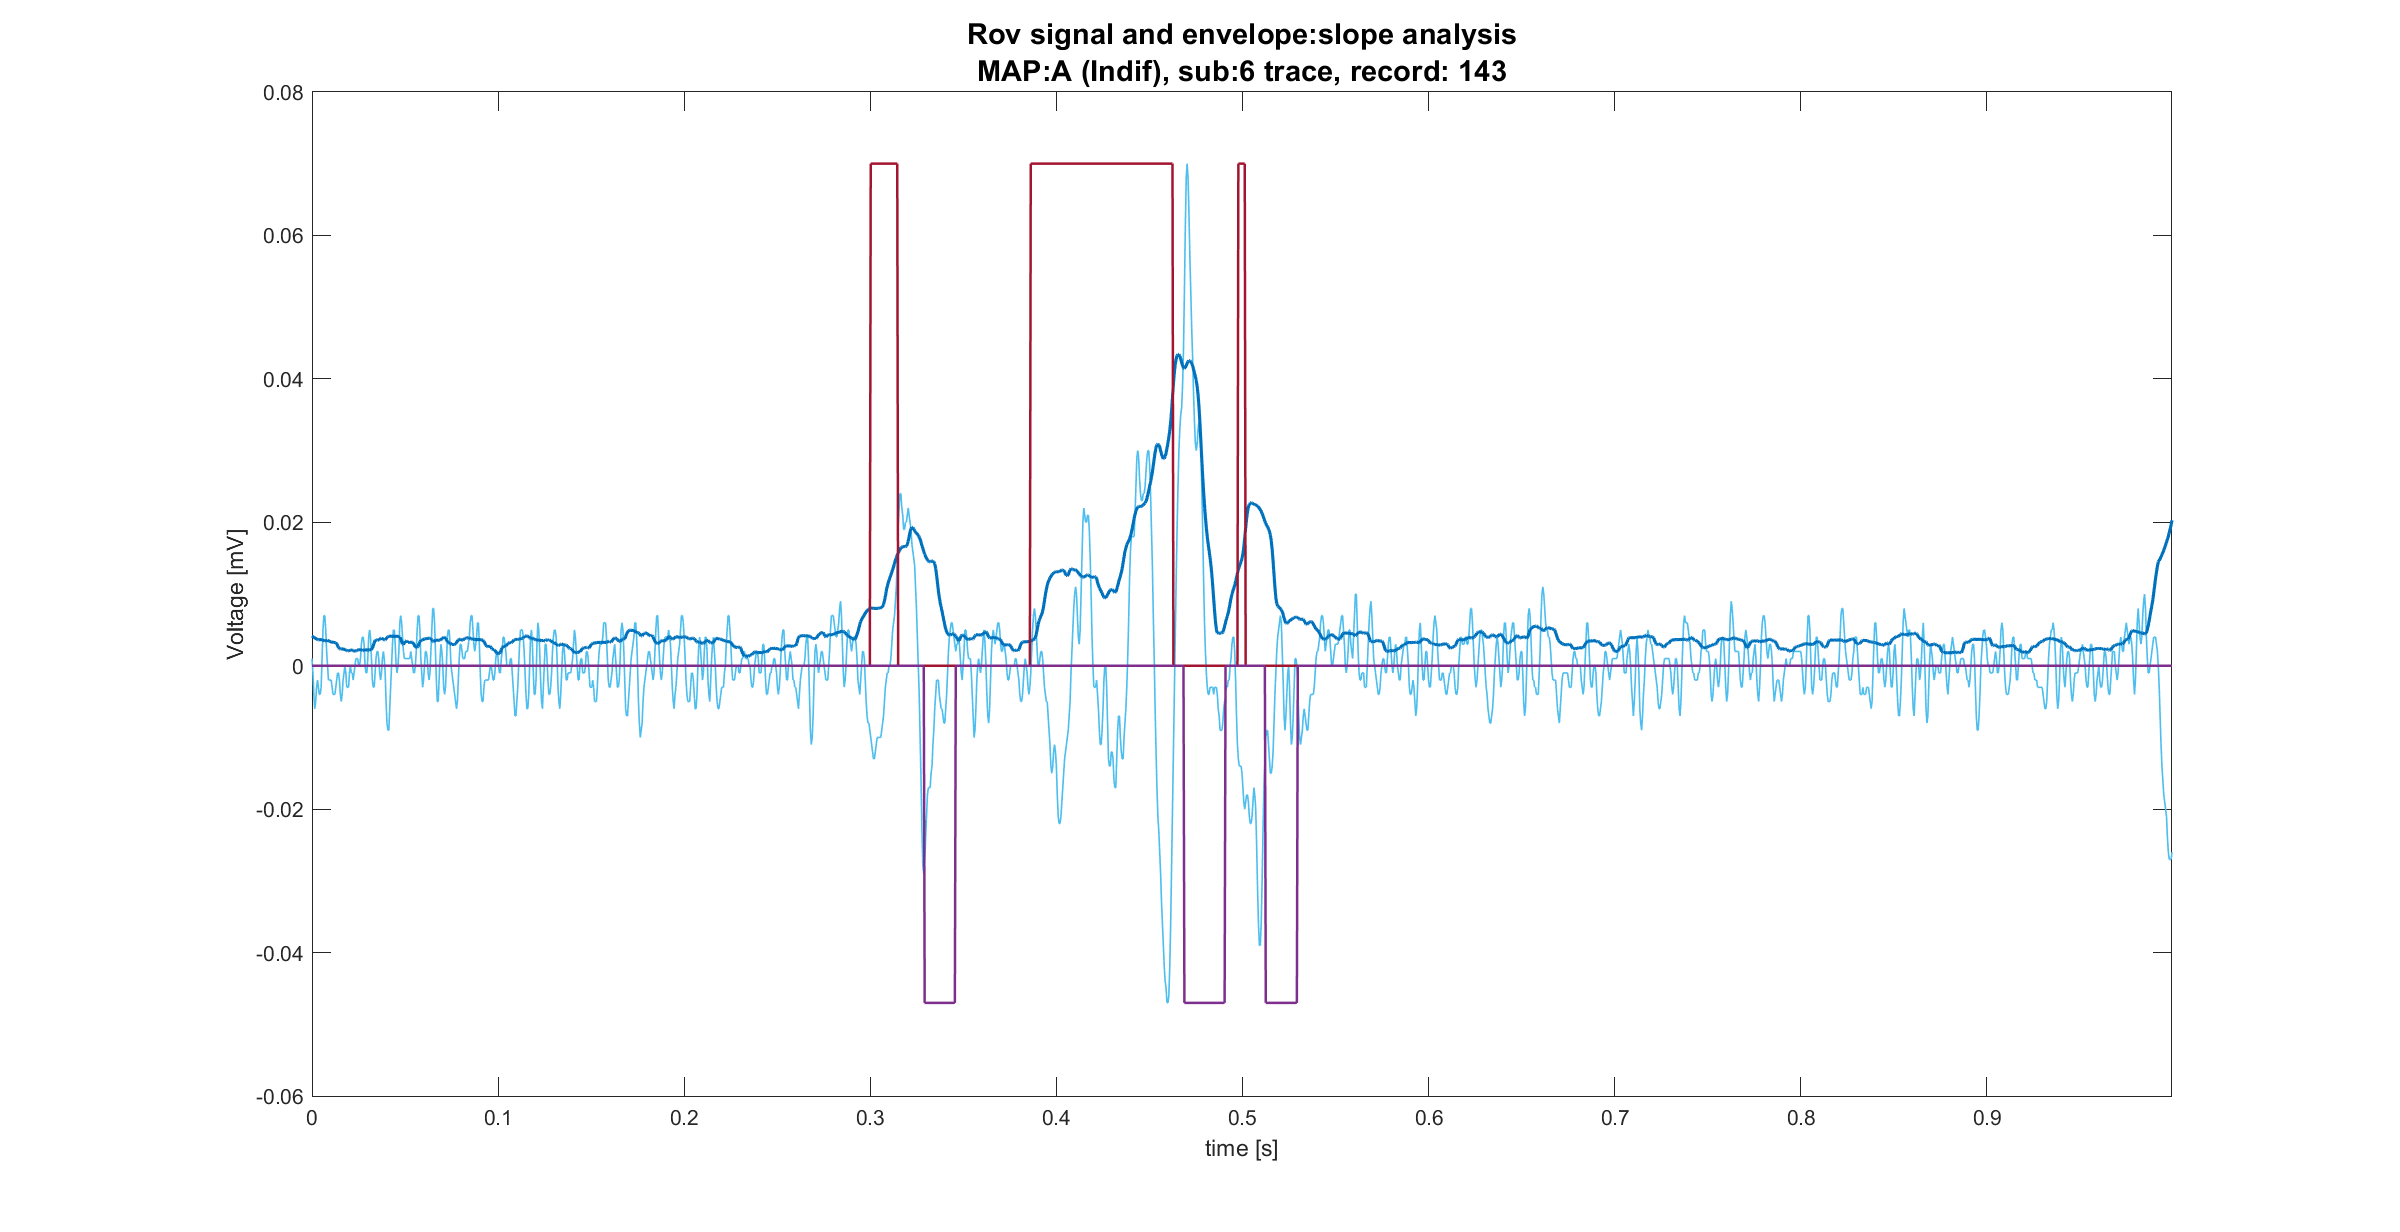 Rov signal and envelope:slope analysis
MAP:A (Indif), sub:6 trace, record: 143
0.08
0.06
0.04
0.02
0
-0.02
-0.04
-0.06
Voltage [mV]
0 0.1 0.2 0.3 0.4 0.5 0.6 0.7 0.8 0.9
time [s]